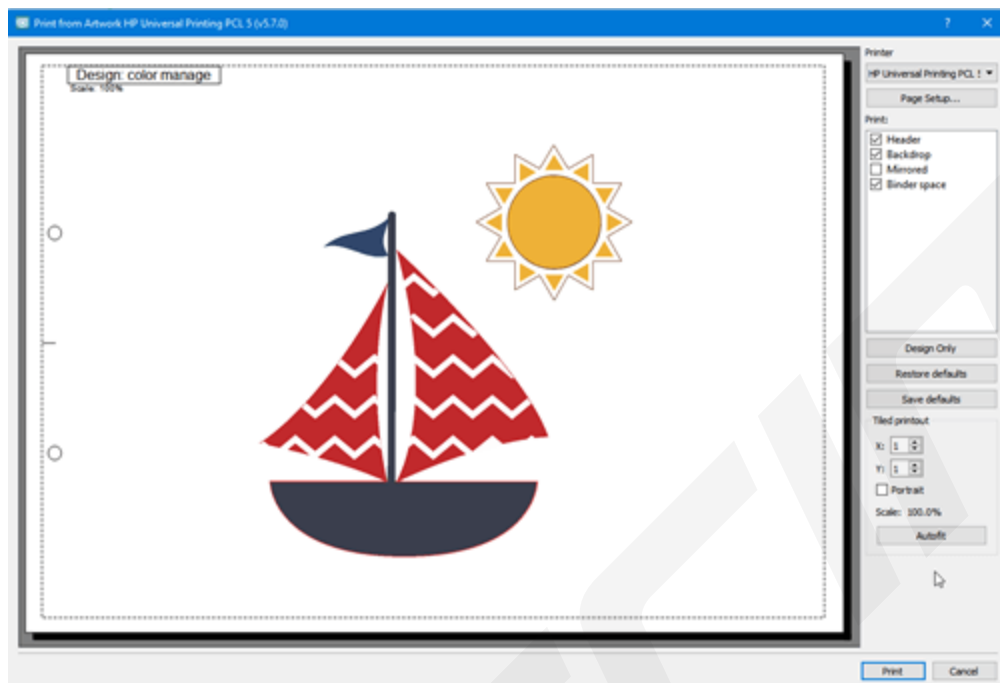 Print from Artwork HP Universal Printing PCL 5 (v5.7.0)
Design: color manage
Scale: 100%
Printer
HP Universal Printing PCL 5
Page Setup...
Print:
Header
Backdrop
Mirrored
Binder space
Design Only
Restore defaults
Save defaults
Tiled printout
X: 1
Y: 1
Portrait
Scale: 100.0%
Autofit
Print
Cancel